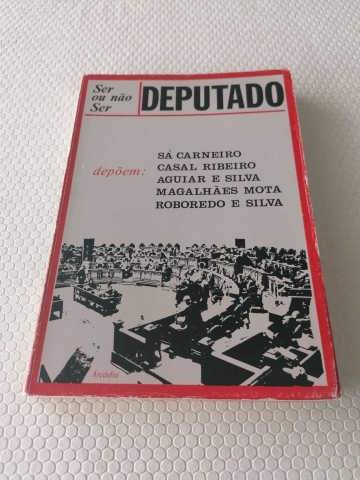 Ser
ou não
Ser
DEPUTADO
depõem:
SÁ CARNEIRO
CASAL RIBEIRO
AGUIAR E SILVA
MAGALHÃES MOTA
ROBOREDO E SILVA
Arcádia